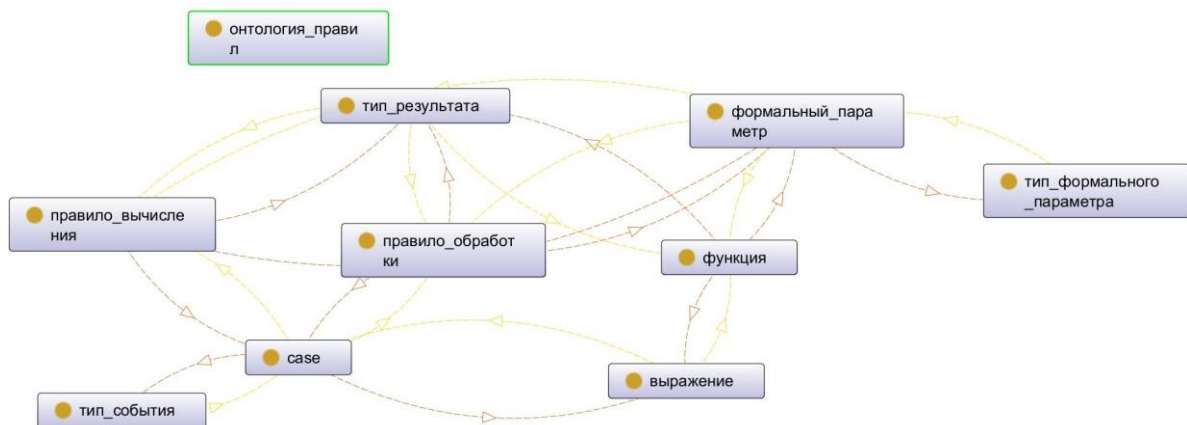 онтология_прави
л
тип_результата
формальный_пара
метр
тип_формального
_параметра
правило_вычисле
ния
правило_обработ
ки
функция
case
выражение
тип_события